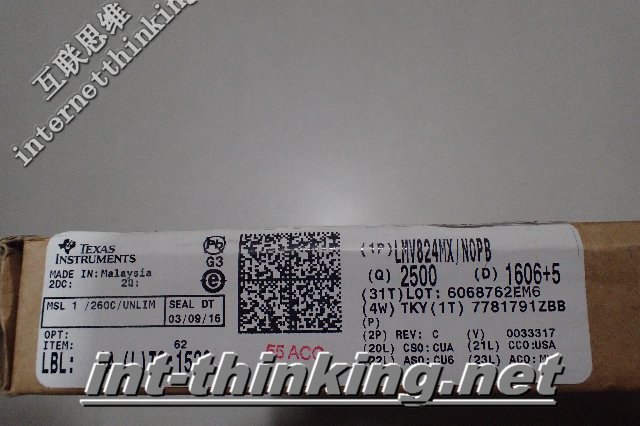 互联思维
internetthinking
TEXAS
INSTRUMENTS
Pb
G3
e
MADE IN: Malaysia
2DC: 2Q:
MSL 1 /260C/UNLIM
SEAL DT
03/09/16
OPT:
ITEM: 62
LBL:
55 ACO
(1P)LMV824MX/NOPB
(Q) 2500 (D) 1606+5
(31T)LOT: 6068762EM6
(4W) TKY(1T) 7781791ZBB
(P)
(2P) REV: C (V) 0033317
(20L) CSO:CUA (21L) CCO:USA
(22L) ASO:CU6 (23L) ACO:
int-thinking.net